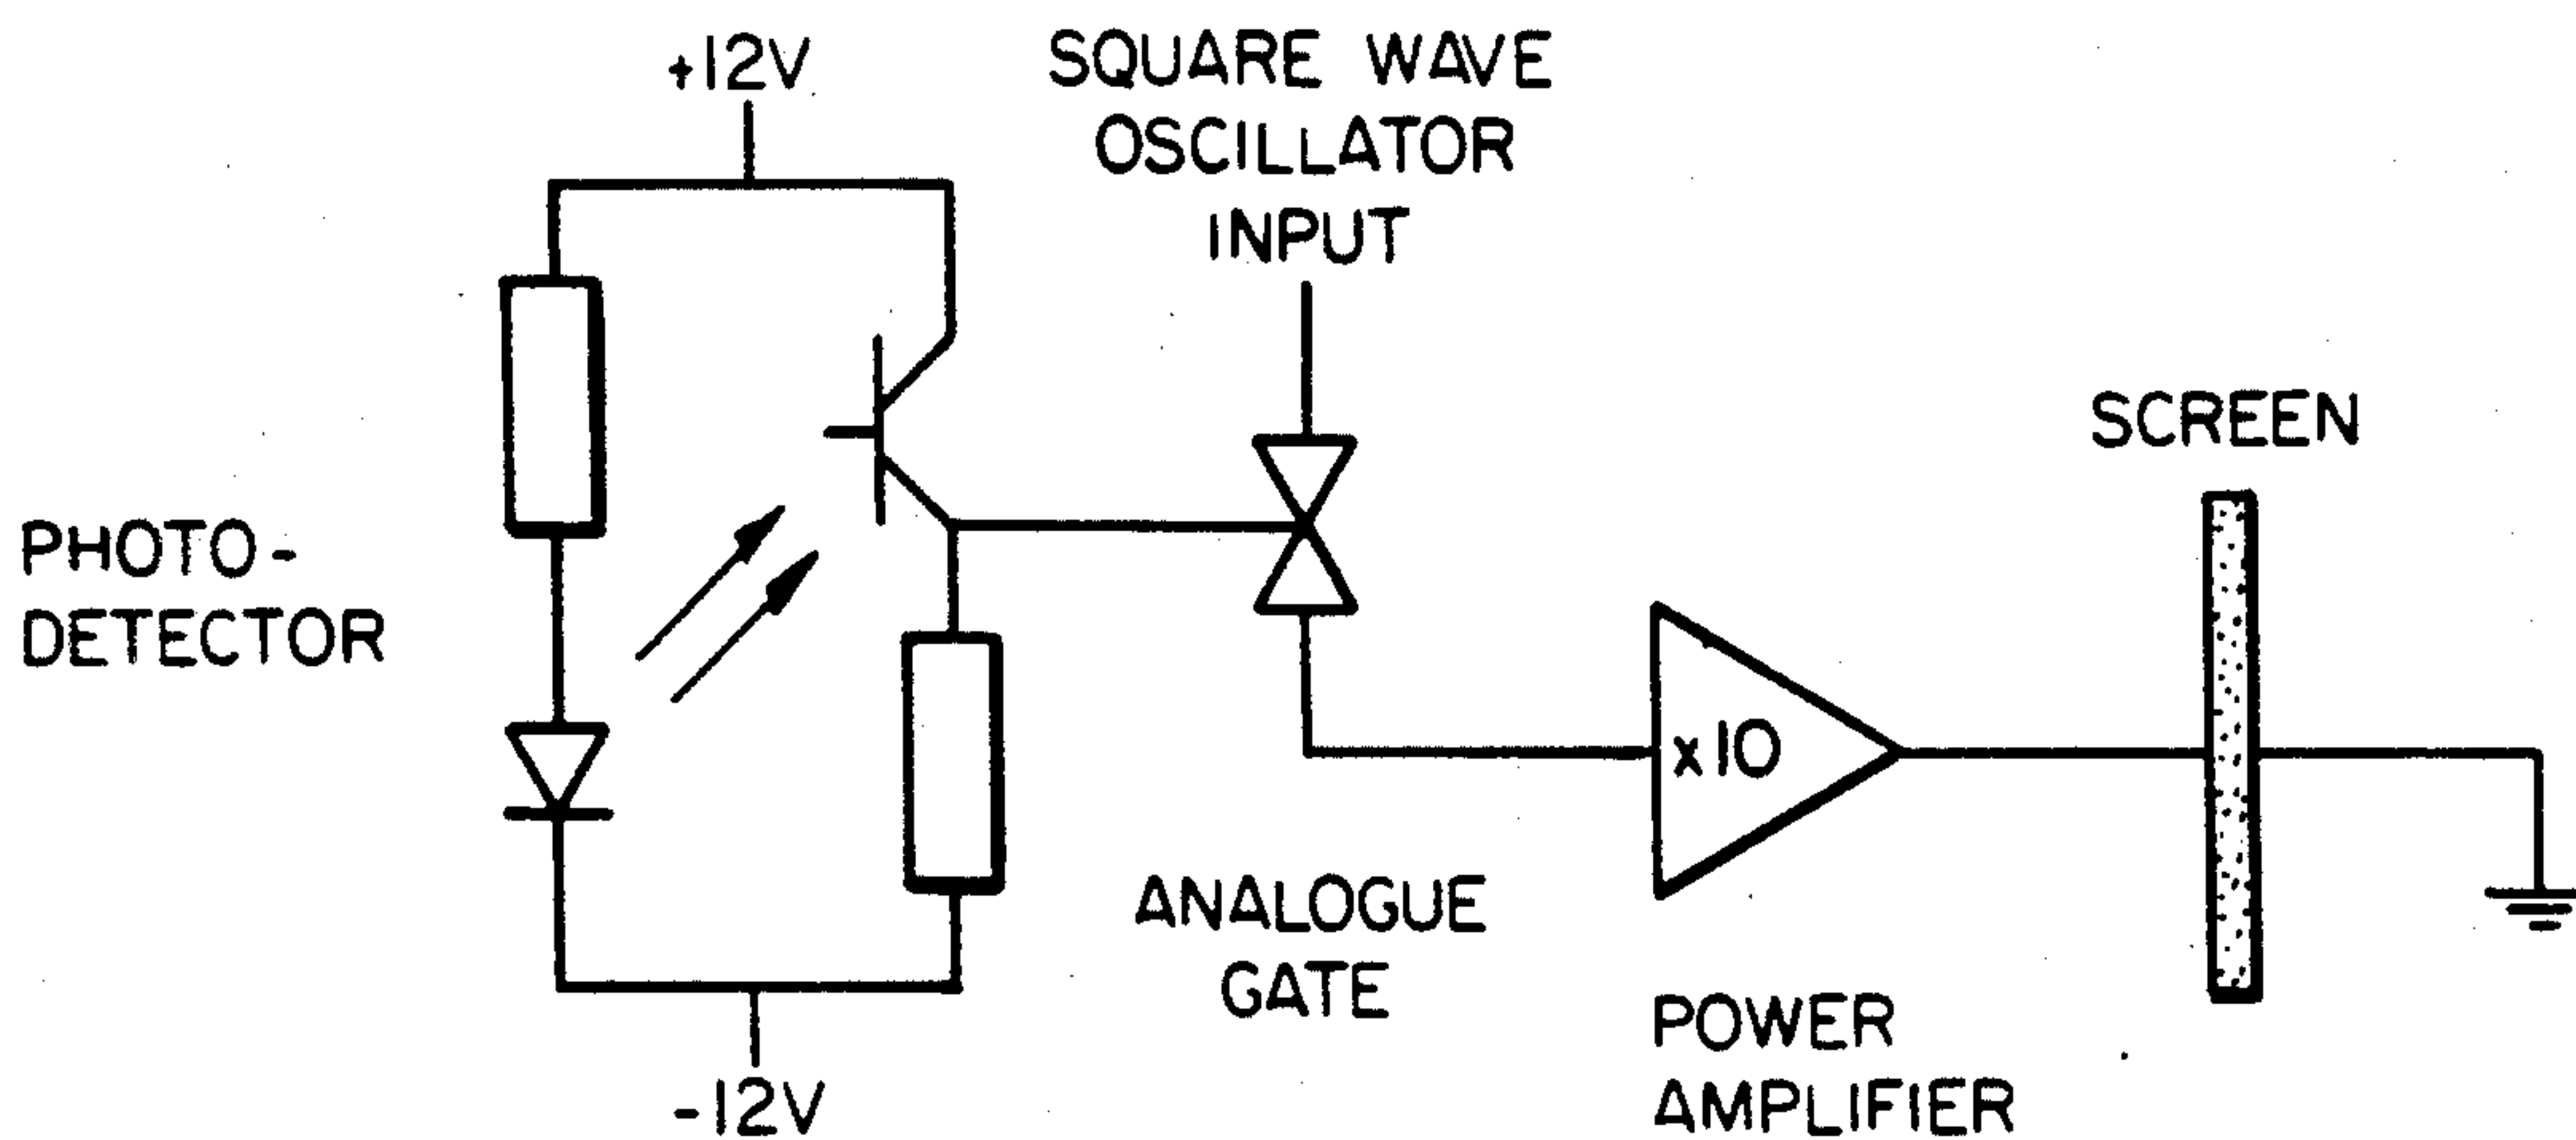 +12V
SQUARE WAVE
OSCILLATOR
INPUT
SCREEN
PHOTO-
DETECTOR
x10
ANALOGUE
GATE
POWER
AMPLIFIER
-12V